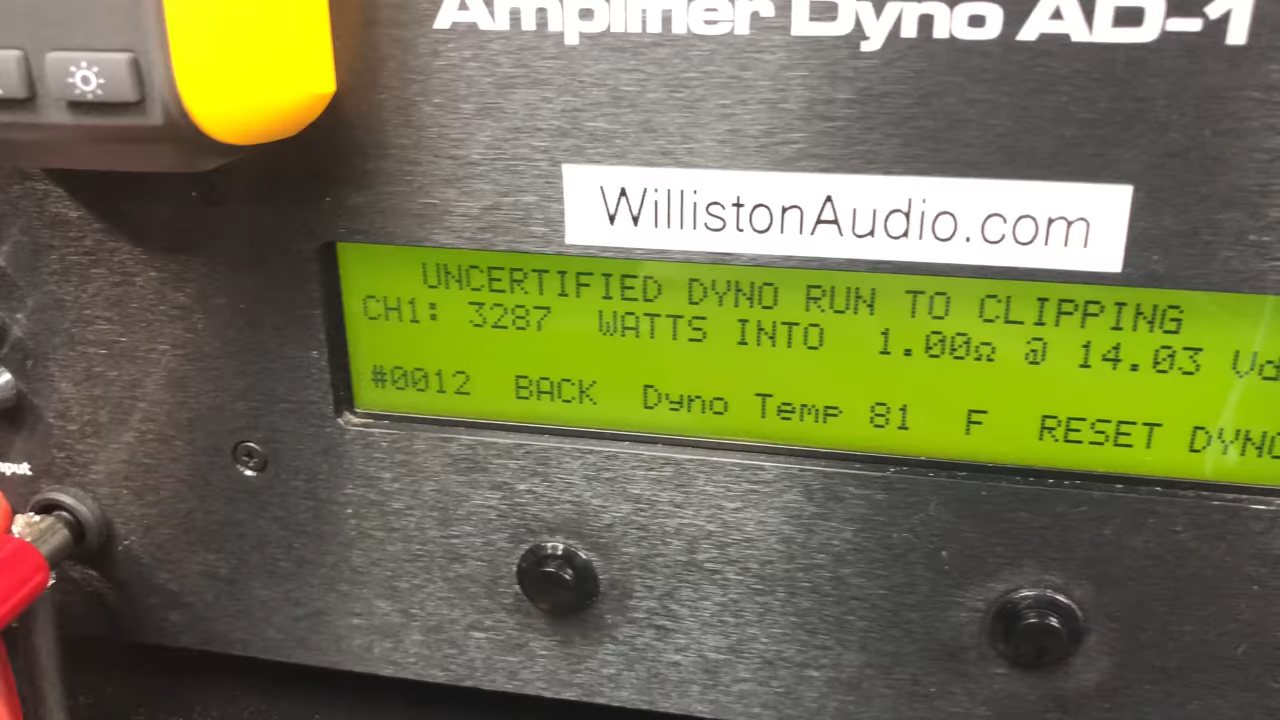 Amplifier Dyno AD-1
WillistonAudio.com
UNCERTIFIED DYNO RUN TO CLIPPING
CH1: 3287 WATTS INTO 1.00Ω @ 14.03
#0012 BACK Dyno Temp 81 F RESET DYNO